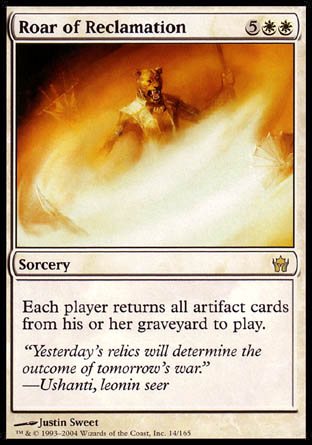 Roar of Reclamation 5
Sorcery
Each player returns all artifact cards
from his or her graveyard to play.
“Yesterday’s relics will determine the
outcome of tomorrow’s war.”
—Ushanti, leonin seer
Justin Sweet
™ & © 1993–2004 Wizards of the Coast, Inc. 14/165